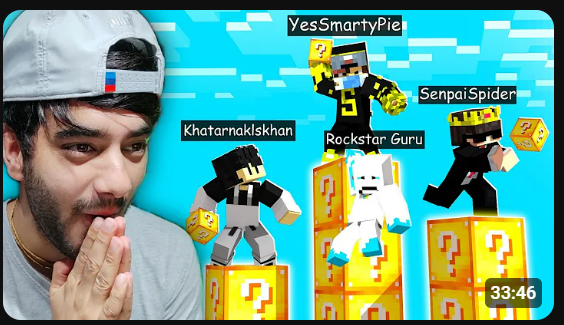 YesSmartyPie
SenpaiSpider
KhatarnakIskhan
Rockstar Guru
S
?
?
?
?
?
?
?
33:46